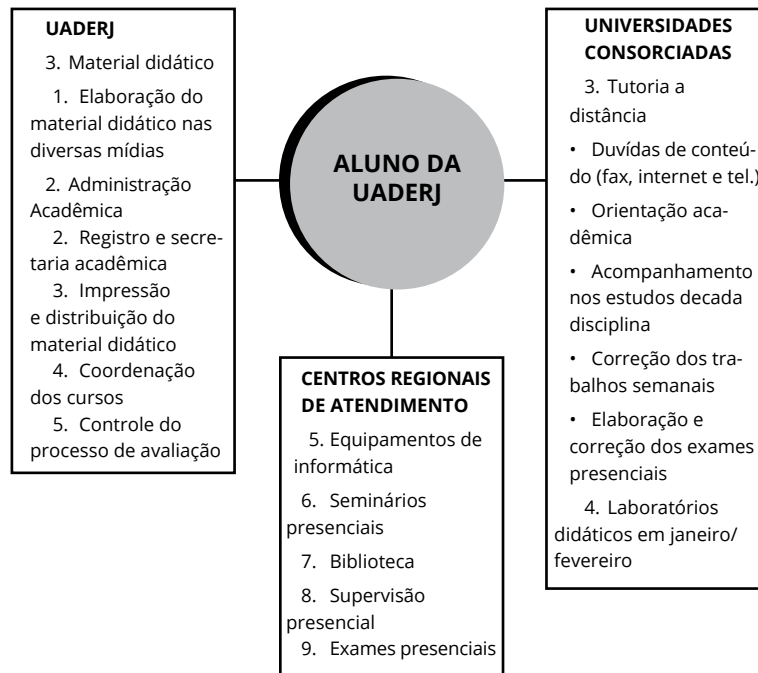 UADERJ
3. Material didático
1. Elaboração do
material didático nas
diversas mídias
2. Administração
Acadêmica
2. Registro e secre-
taria acadêmica
3. Impressão
e distribuição do
material didático
4. Coordenação
dos cursos
5. Controle do
processo de avaliação
ALUNO DA
UADERJ
CENTROS REGIONAIS
DE ATENDIMENTO
5. Equipamentos de
informática
6. Seminários
presenciais
7. Biblioteca
8. Supervisão
presencial
9. Exames presenciais
UNIVERSIDADES
CONSORCIADAS
3. Tutoria a
distância
• Duvídas de conteú-
do (fax, internet e tel.)
• Orientação aca-
dêmica
• Acompanhamento
nos estudos decada
disciplina
• Correção dos tra-
balhos semanais
• Elaboração e
correção dos exames
presenciais
4. Laboratórios
didáticos em janeiro/
fevereiro